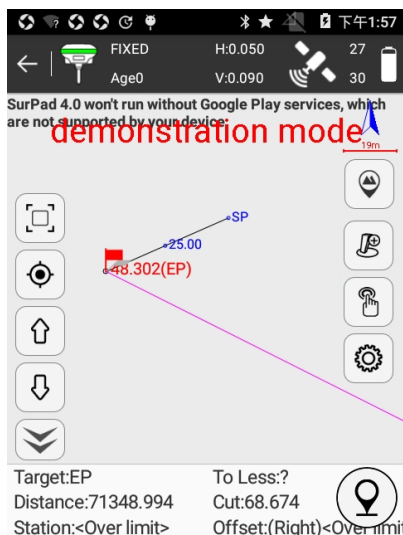 下午1:57
FIXED H:0.050 27
Age0 V:0.090 30
SurPad 4.0 won't run without Google Play services, which
are not supported by your device.
demonstration mode
19m
SP
25.00
48.302(EP)
Target:EP To Less:?
Distance:71348.994 Cut:68.674
Station:<Over limit> Offset:(Right)<Over limit